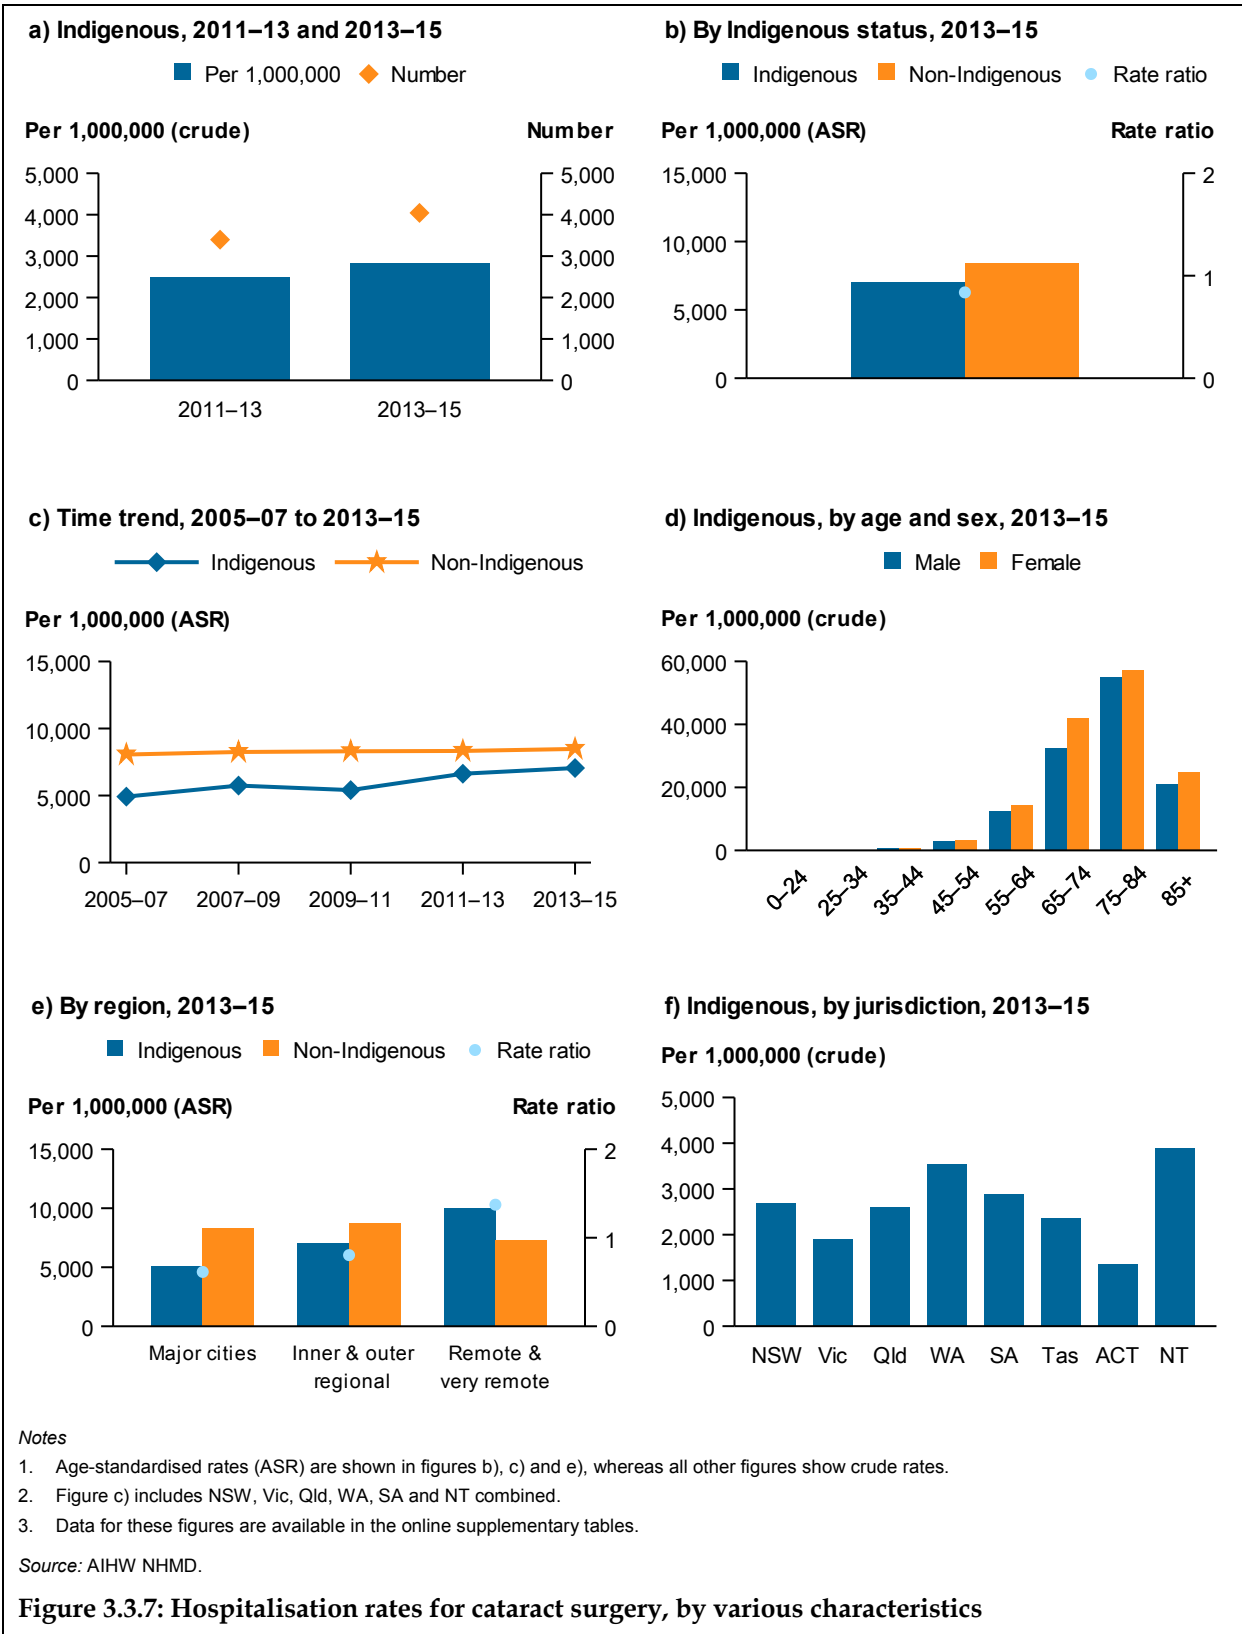 a) Indigenous, 2011–13 and 2013–15
Per 1,000,000 Number
Per 1,000,000 (crude) Number
5,000 5,000
4,000 4,000
3,000 3,000
2,000 2,000
1,000 1,000
0 0
2011–13 2013–15
b) By Indigenous status, 2013–15
Indigenous Non-Indigenous Rate ratio
Per 1,000,000 (ASR) Rate ratio
15,000 2
10,000
1
5,000
0 0
c) Time trend, 2005–07 to 2013–15
Indigenous Non-Indigenous
Per 1,000,000 (ASR)
15,000
10,000
5,000
0
2005–07 2007–09 2009–11 2011–13 2013–15
d) Indigenous, by age and sex, 2013–15
Male Female
Per 1,000,000 (crude)
60,000
40,000
20,000
0
0–24 25–34 35–44 45–54 55–64 65–74 75–84 85+
e) By region, 2013–15
Indigenous Non-Indigenous Rate ratio
Per 1,000,000 (ASR) Rate ratio
15,000 2
10,000
1
5,000
0 0
Major cities Inner & outer Remote &
regional very remote
f) Indigenous, by jurisdiction, 2013–15
Per 1,000,000 (crude)
5,000
4,000
3,000
2,000
1,000
0
NSW Vic Qld WA SA Tas ACT NT
Notes
1. Age-standardised rates (ASR) are shown in figures b), c) and e), whereas all other figures show crude rates.
2. Figure c) includes NSW, Vic, Qld, WA, SA and NT combined.
3. Data for these figures are available in the online supplementary tables.
Source: AIHW NHMD.
Figure 3.3.7: Hospitalisation rates for cataract surgery, by various characteristics